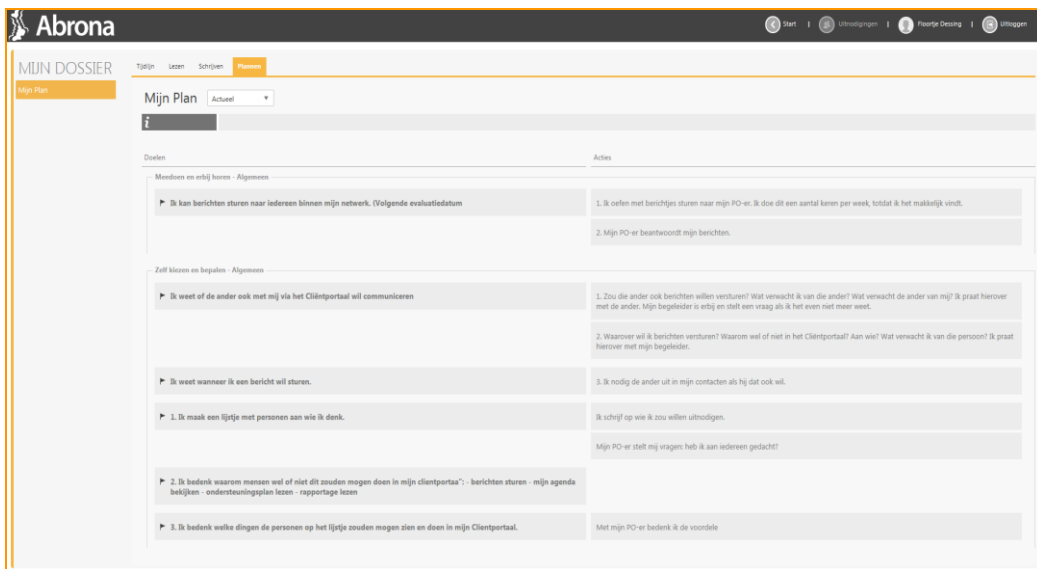 Abrona
Start | Uitnodigingen | Floortje Dessing | Uitloggen
MIJN DOSSIER
Mijn Plan
Tijdlijn Lezen Schrijven Plannen
Mijn Plan Actueel
i
Doelen Acties
Meedoen en erbij horen - Algemeen
Ik kan berichten sturen naar iedereen binnen mijn netwerk. (Volgende evaluatiedatum
1. Ik oefen met berichtjes sturen naar mijn PO-er. Ik doe dit een aantal keren per week, totdat ik het makkelijk vindt.
2. Mijn PO-er beantwoordt mijn berichten.
Zelf kiezen en bepalen - Algemeen
Ik weet of de ander ook met mij via het Cliëntportaal wil communiceren
1. Zou die ander ook berichten willen versturen? Wat verwacht ik van die ander? Wat verwacht de ander van mij? Ik praat hierover
met de ander. Mijn begeleider is erbij en stelt een vraag als ik het even niet meer weet.
2. Waarover wil ik berichten versturen? Waarom wel of niet in het Cliëntportaal? Aan wie? Wat verwacht ik van die persoon? Ik praat
hierover met mijn begeleider.
Ik weet wanneer ik een bericht wil sturen.
3. Ik nodig de ander uit in mijn contacten als hij dat ook wil.
1. Ik maak een lijstje met personen aan wie ik denk.
Ik schrijf op wie ik zou willen uitnodigen.
Mijn PO-er stelt mij vragen: heb ik aan iedereen gedacht?
2. Ik bedenk waarom mensen wel of niet dit zouden mogen doen in mijn clientportaa": - berichten sturen - mijn agenda
bekijken - ondersteuningsplan lezen - rapportage lezen
3. Ik bedenk welke dingen de personen op het lijstje zouden mogen zien en doen in mijn Clientportaal.
Met mijn PO-er bedenk ik de voordele